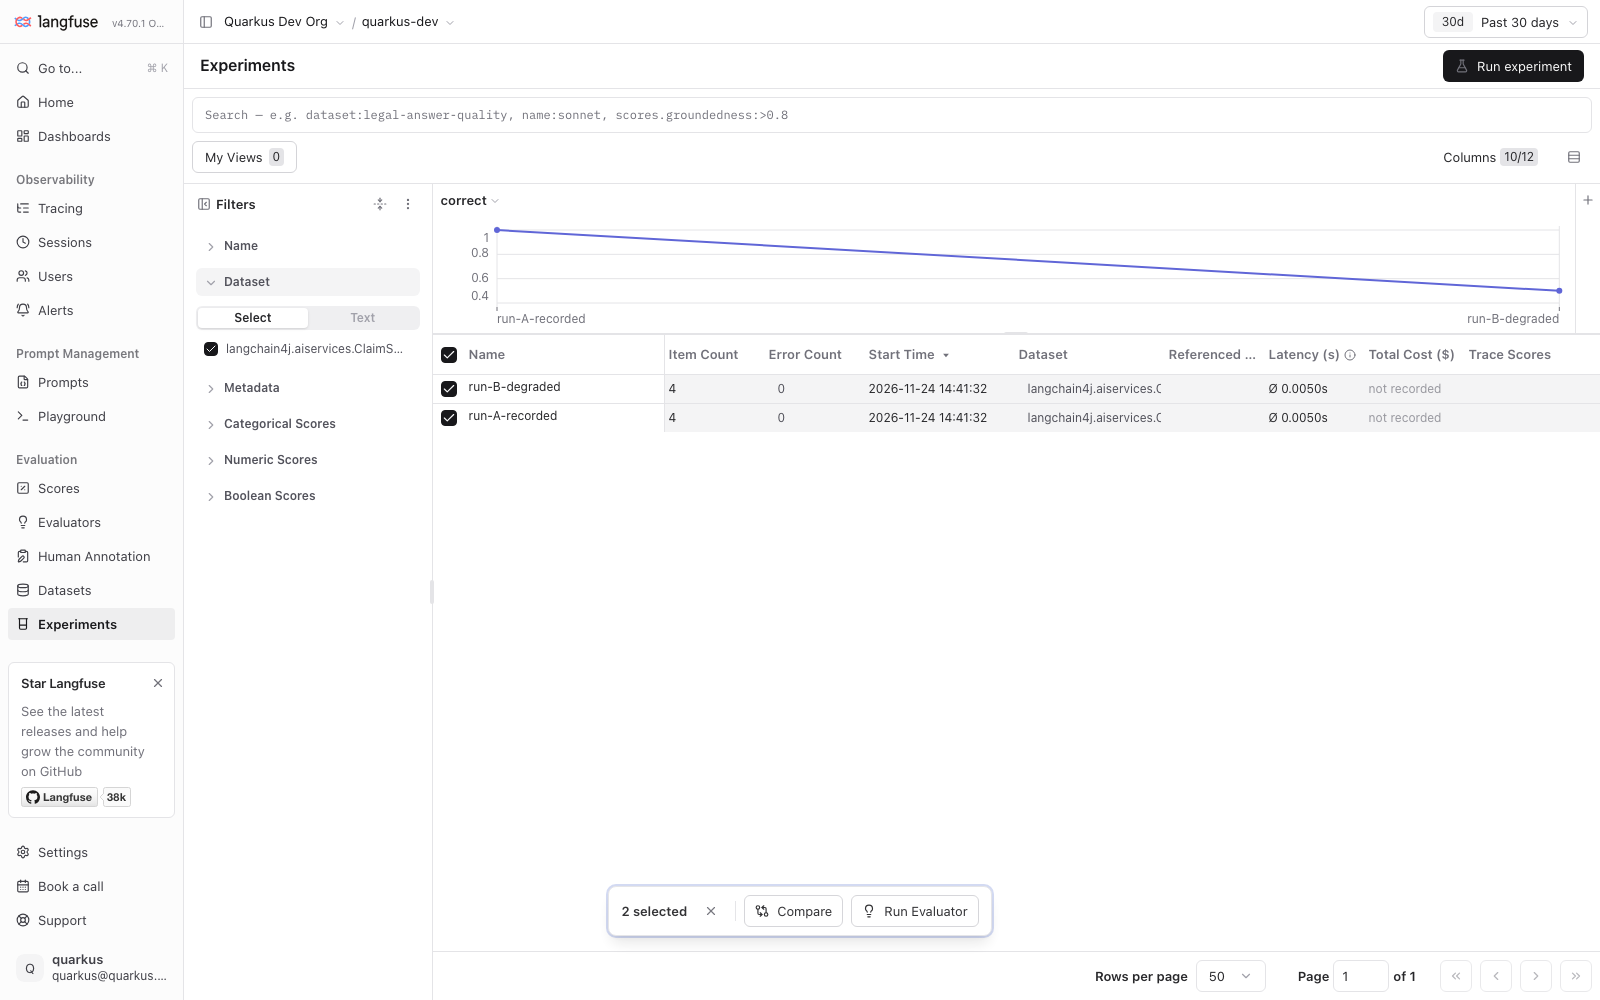 langfuse
v4.70.1 O...
Go to...
⌘ K
Home
Dashboards
Observability
Tracing
Sessions
Users
Alerts
Prompt Management
Prompts
Playground
Evaluation
Scores
Evaluators
Human Annotation
Datasets
Experiments
Star Langfuse
See the latest
releases and help
grow the community
on GitHub
Langfuse
38k
Settings
Book a call
Support
Q
quarkus
quarkus@quarkus....
Quarkus Dev Org / quarkus-dev
30d Past 30 days
Experiments
Run experiment
Search — e.g. dataset:legal-answer-quality, name:sonnet, scores.groundedness:>0.8
My Views 0
Columns 10/12
Filters
Name
Dataset
Select Text
langchain4j.aiservices.ClaimS...
Metadata
Categorical Scores
Numeric Scores
Boolean Scores
correct
1
0.8
0.6
0.4
run-A-recorded run-B-degraded
Name Item Count Error Count Start Time Dataset Referenced ... Latency (s) Total Cost ($) Trace Scores
run-B-degraded 4 0 2026-11-24 14:41:32 langchain4j.aiservices.C Ø 0.0050s not recorded
run-A-recorded 4 0 2026-11-24 14:41:32 langchain4j.aiservices.C Ø 0.0050s not recorded
2 selected Compare Run Evaluator
Rows per page 50 Page 1 of 1